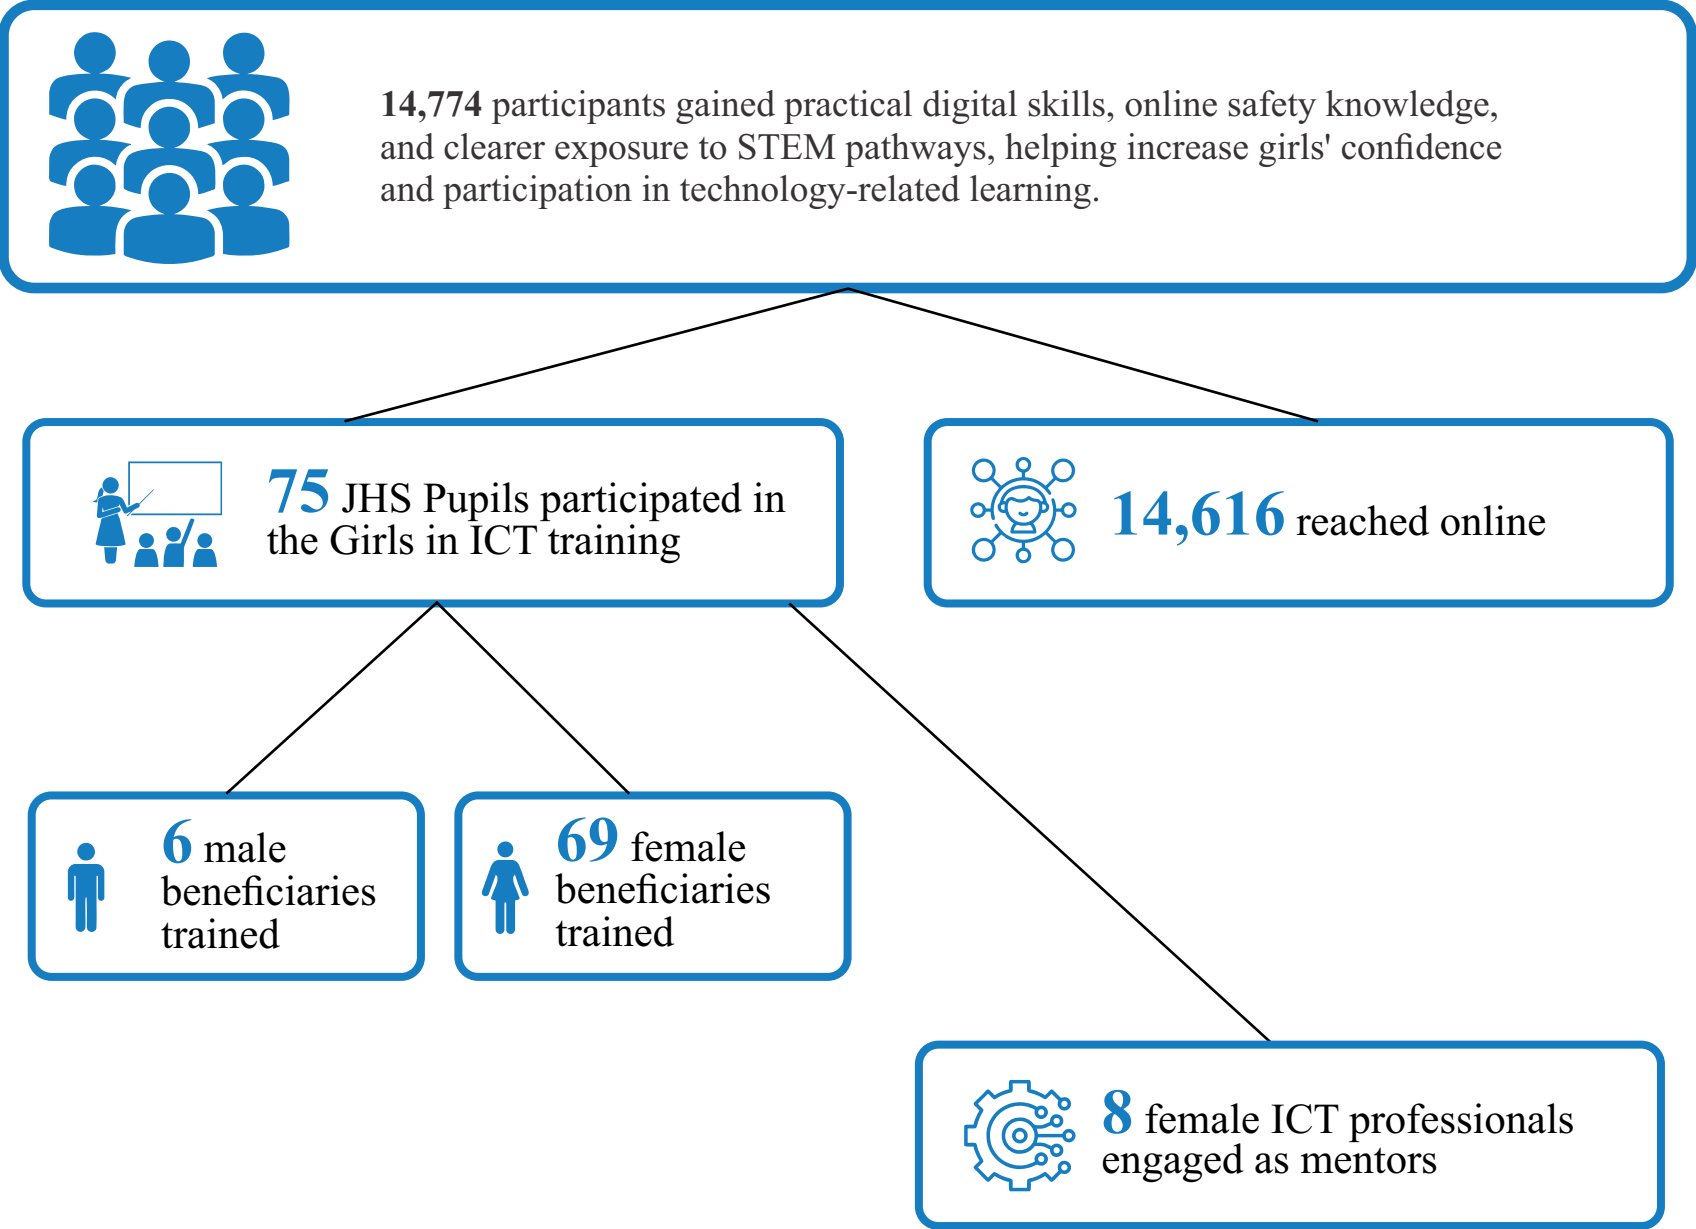 14,774 participants gained practical digital skills, online safety knowledge,
and clearer exposure to STEM pathways, helping increase girls' confidence
and participation in technology-related learning.
75 JHS Pupils participated in
the Girls in ICT training
14,616 reached online
6 male
beneficiaries
trained
69 female
beneficiaries
trained
8 female ICT professionals
engaged as mentors